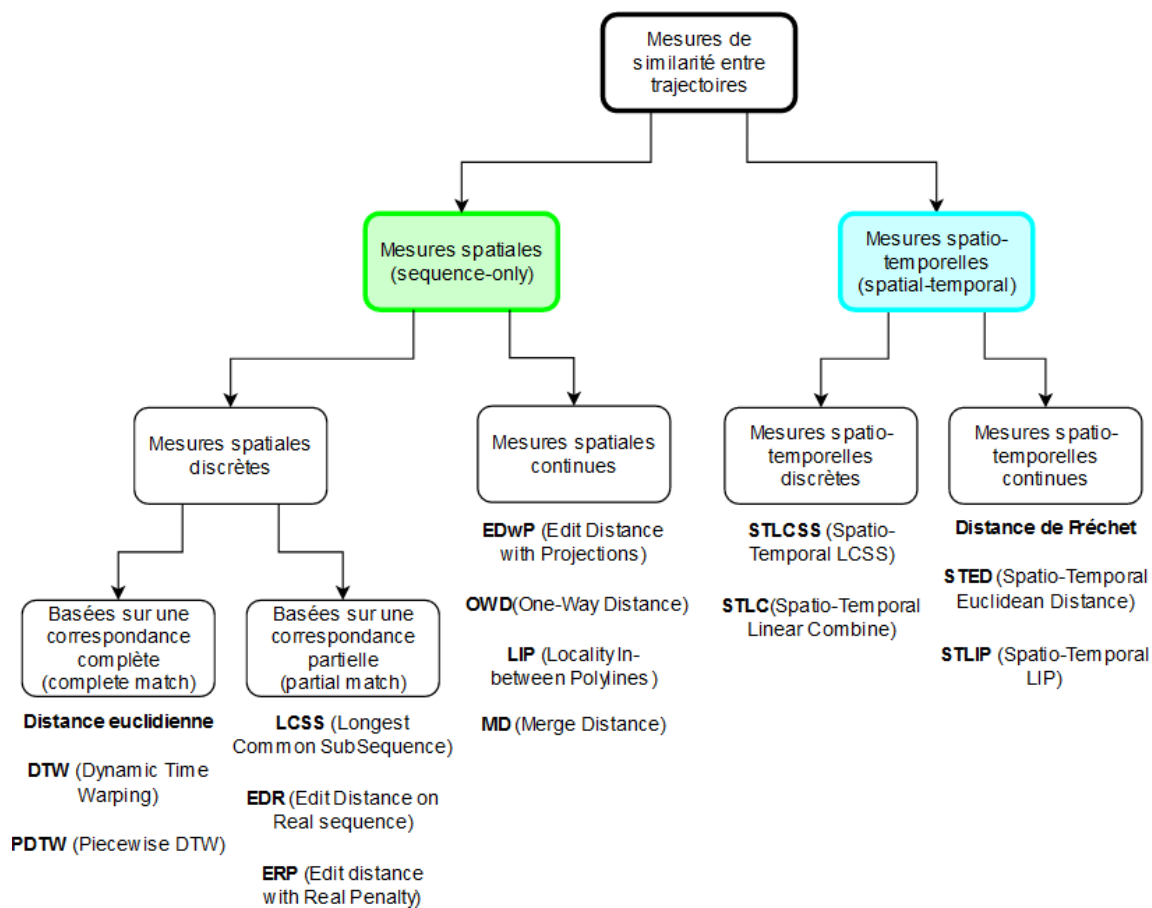 Mesures de
similarité entre
trajectoires
Mesures spatiales
(sequence-only)
Mesures spatio-
temporelles
(spatial-temporal)
Mesures spatiales
discrètes
Mesures spatiales
continues
Mesures spatio-
temporelles
discrètes
Mesures spatio-
temporelles
continues
Basées sur une
correspondance
complète
(complete match)
Distance euclidienne
DTW (Dynamic Time
Warping)
PDTW (Piecewise DTW)
Basées sur une
correspondance
partielle
(partial match)
LCSS (Longest
Common SubSequence)
EDR (Edit Distance on
Real sequence)
ERP (Edit distance
with Real Penalty)
EDwP (Edit Distance
with Projections)
OWD(One-Way Distance)
LIP (Locality In-
between Polylines)
MD (Merge Distance)
STLCSS (Spatio-
Temporal LCSS)
STLC(Spatio-Temporal
Linear Combine)
Distance de Fréchet
STED (Spatio-Temporal
Euclidean Distance)
STLIP (Spatio-Temporal
LIP)